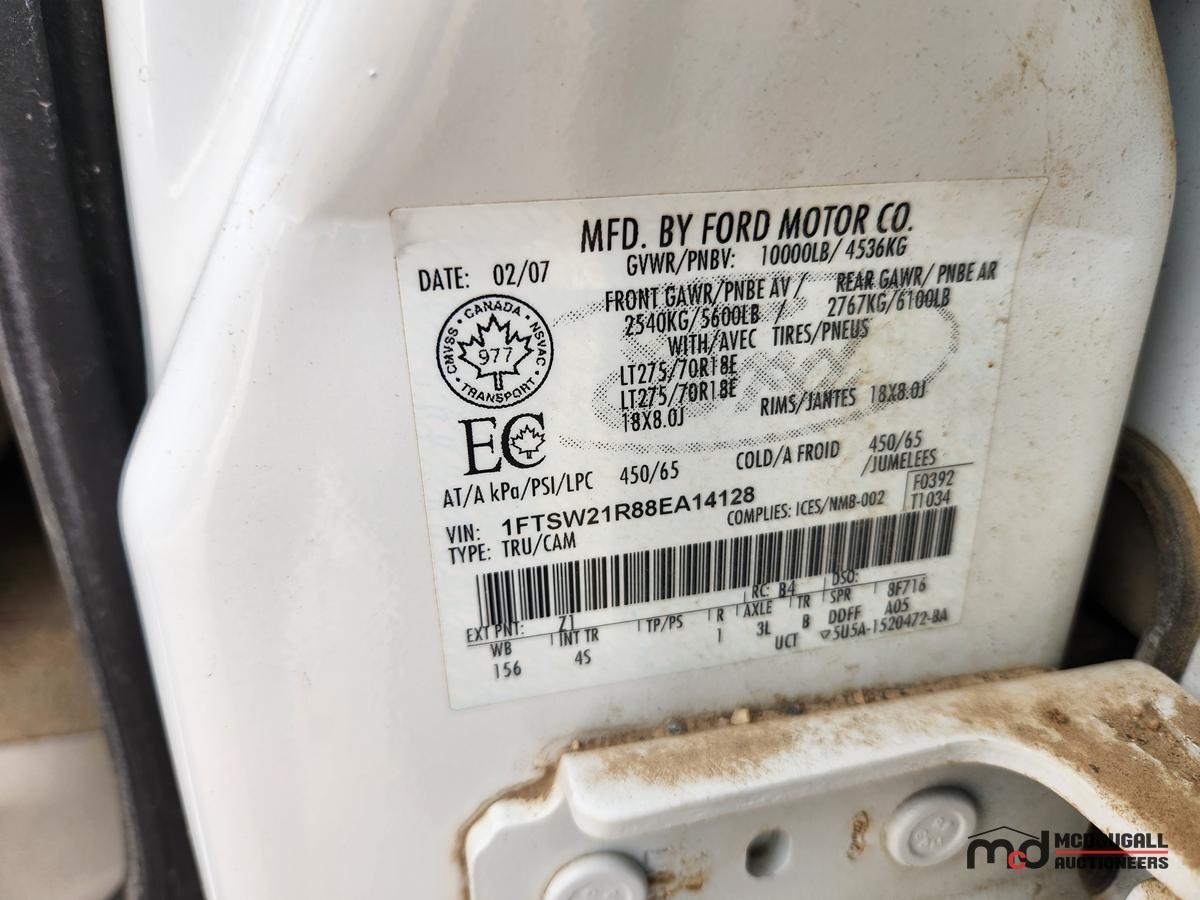 MFD. BY FORD MOTOR CO.
DATE: 02/07
GVWR/PNBV: 10000LB/ 4536KG
FRONT GAWR/PNBE AV / REAR GAWR/ PNBE AR
2540KG/5600LB / 2767KG/6100LB
WITH/AVEC TIRES/PNEUS
LT275/70R18E
LT275/70R18E
18X8.0J RIMS/JANTES 18X8.0J
CMVSS · CANADA · NSVAC
977
TRANSPORT
EC
AT/A kPa/PSI/LPC 450/65 COLD/A FROID 450/65
/JUMELEES
VIN: 1FTSW21R88EA14128
COMPLIES: ICES/NMB-002
F0392
T1034
TYPE: TRU/CAM
EXT PNT: Z1 RC: B4 DSO:
WB INT TR TP/PS R AXLE TR SPR 8F716
156 4S 1 3L B DDFF A05
UCT 5U5A-1520472-BA
mcd MCDOUGALL
AUCTIONEERS